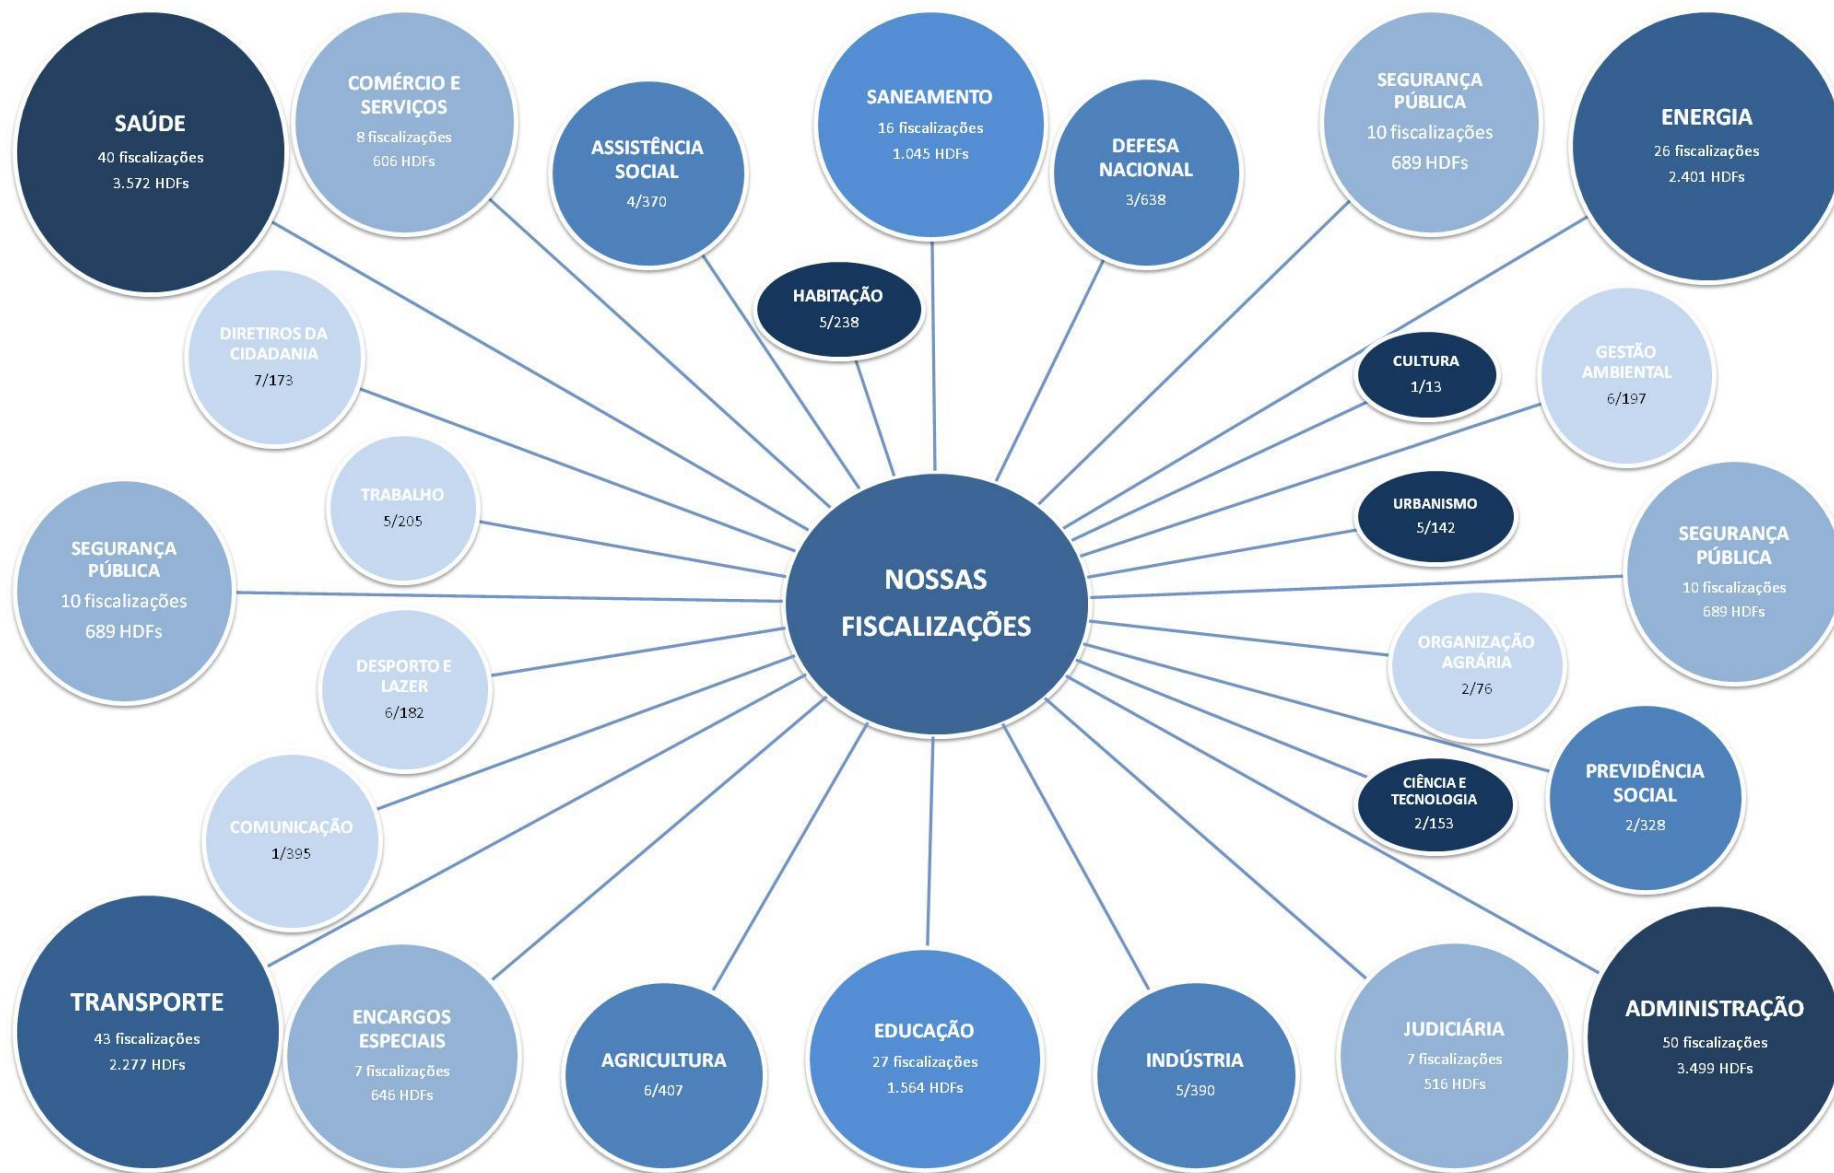 SAÚDE
40 fiscalizações
3.572 HDFs
COMÉRCIO E
SERVIÇOS
8 fiscalizações
606 HDFs
ASSISTÊNCIA
SOCIAL
4/370
SANEAMENTO
16 fiscalizações
1.045 HDFs
DEFESA
NACIONAL
3/638
SEGURANÇA
PÚBLICA
10 fiscalizações
689 HDFs
ENERGIA
26 fiscalizações
2.401 HDFs
HABITAÇÃO
5/238
DIRETIROS DA
CIDADANIA
7/173
CULTURA
1/13
GESTÃO
AMBIENTAL
6/197
TRABALHO
5/205
URBANISMO
5/142
SEGURANÇA
PÚBLICA
10 fiscalizações
689 HDFs
NOSSAS
FISCALIZAÇÕES
SEGURANÇA
PÚBLICA
10 fiscalizações
689 HDFs
DESPORTO E
LAZER
6/182
ORGANIZAÇÃO
AGRÁRIA
2/76
COMUNICAÇÃO
1/395
CIÊNCIA E
TECNOLOGIA
2/153
PREVIDÊNCIA
SOCIAL
2/328
TRANSPORTE
43 fiscalizações
2.277 HDFs
ENCARGOS
ESPECIAIS
7 fiscalizações
646 HDFs
AGRICULTURA
6/407
EDUCAÇÃO
27 fiscalizações
1.564 HDFs
INDÚSTRIA
5/390
JUDICIÁRIA
7 fiscalizações
516 HDFs
ADMINISTRAÇÃO
50 fiscalizações
3.499 HDFs